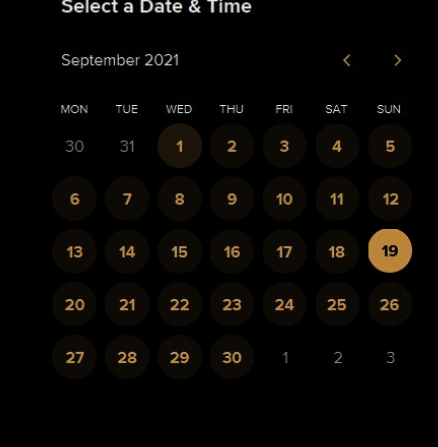 Select a Date & Time
September 2021 < >
MON TUE WED THU FRI SAT SUN
30 31 1 2 3 4 5
6 7 8 9 10 11 12
13 14 15 16 17 18 19
20 21 22 23 24 25 26
27 28 29 30 1 2 3